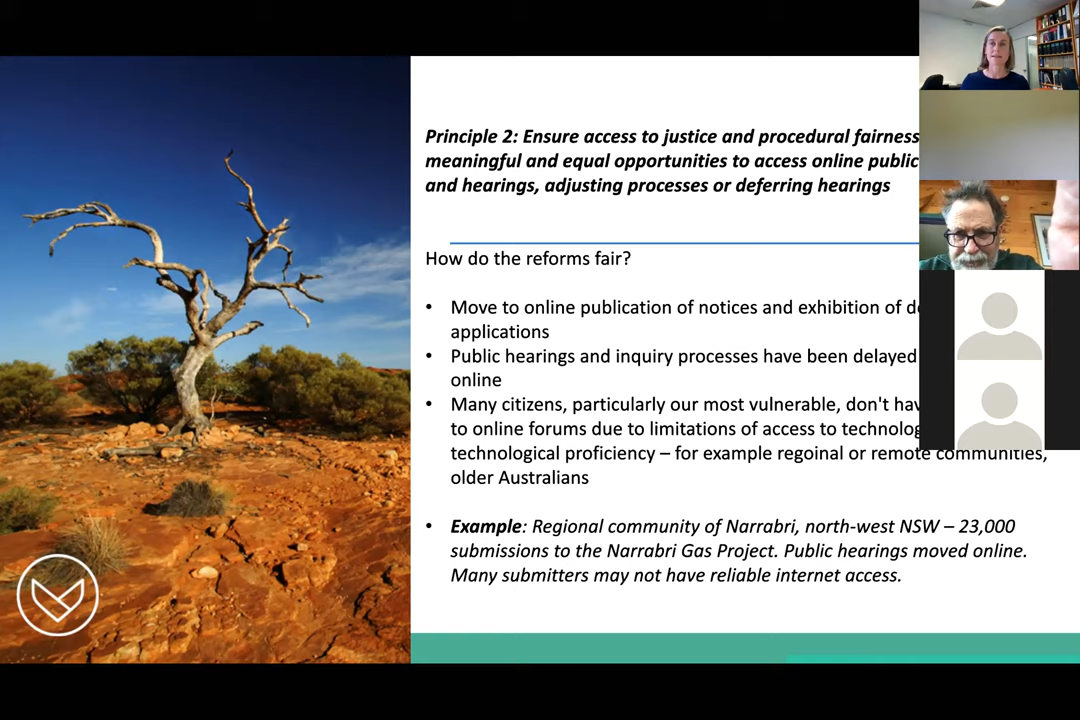 Principle 2: Ensure access to justice and procedural fairness
meaningful and equal opportunities to access online public
and hearings, adjusting processes or deferring hearings
How do the reforms fair?
• Move to online publication of notices and exhibition of
applications
• Public hearings and inquiry processes have been delayed
online
• Many citizens, particularly our most vulnerable, don't
to online forums due to limitations of access to
technological proficiency – for example regoinal or remote communities,
older Australians
• Example: Regional community of Narrabri, north-west NSW – 23,000
submissions to the Narrabri Gas Project. Public hearings moved online.
Many submitters may not have reliable internet access.